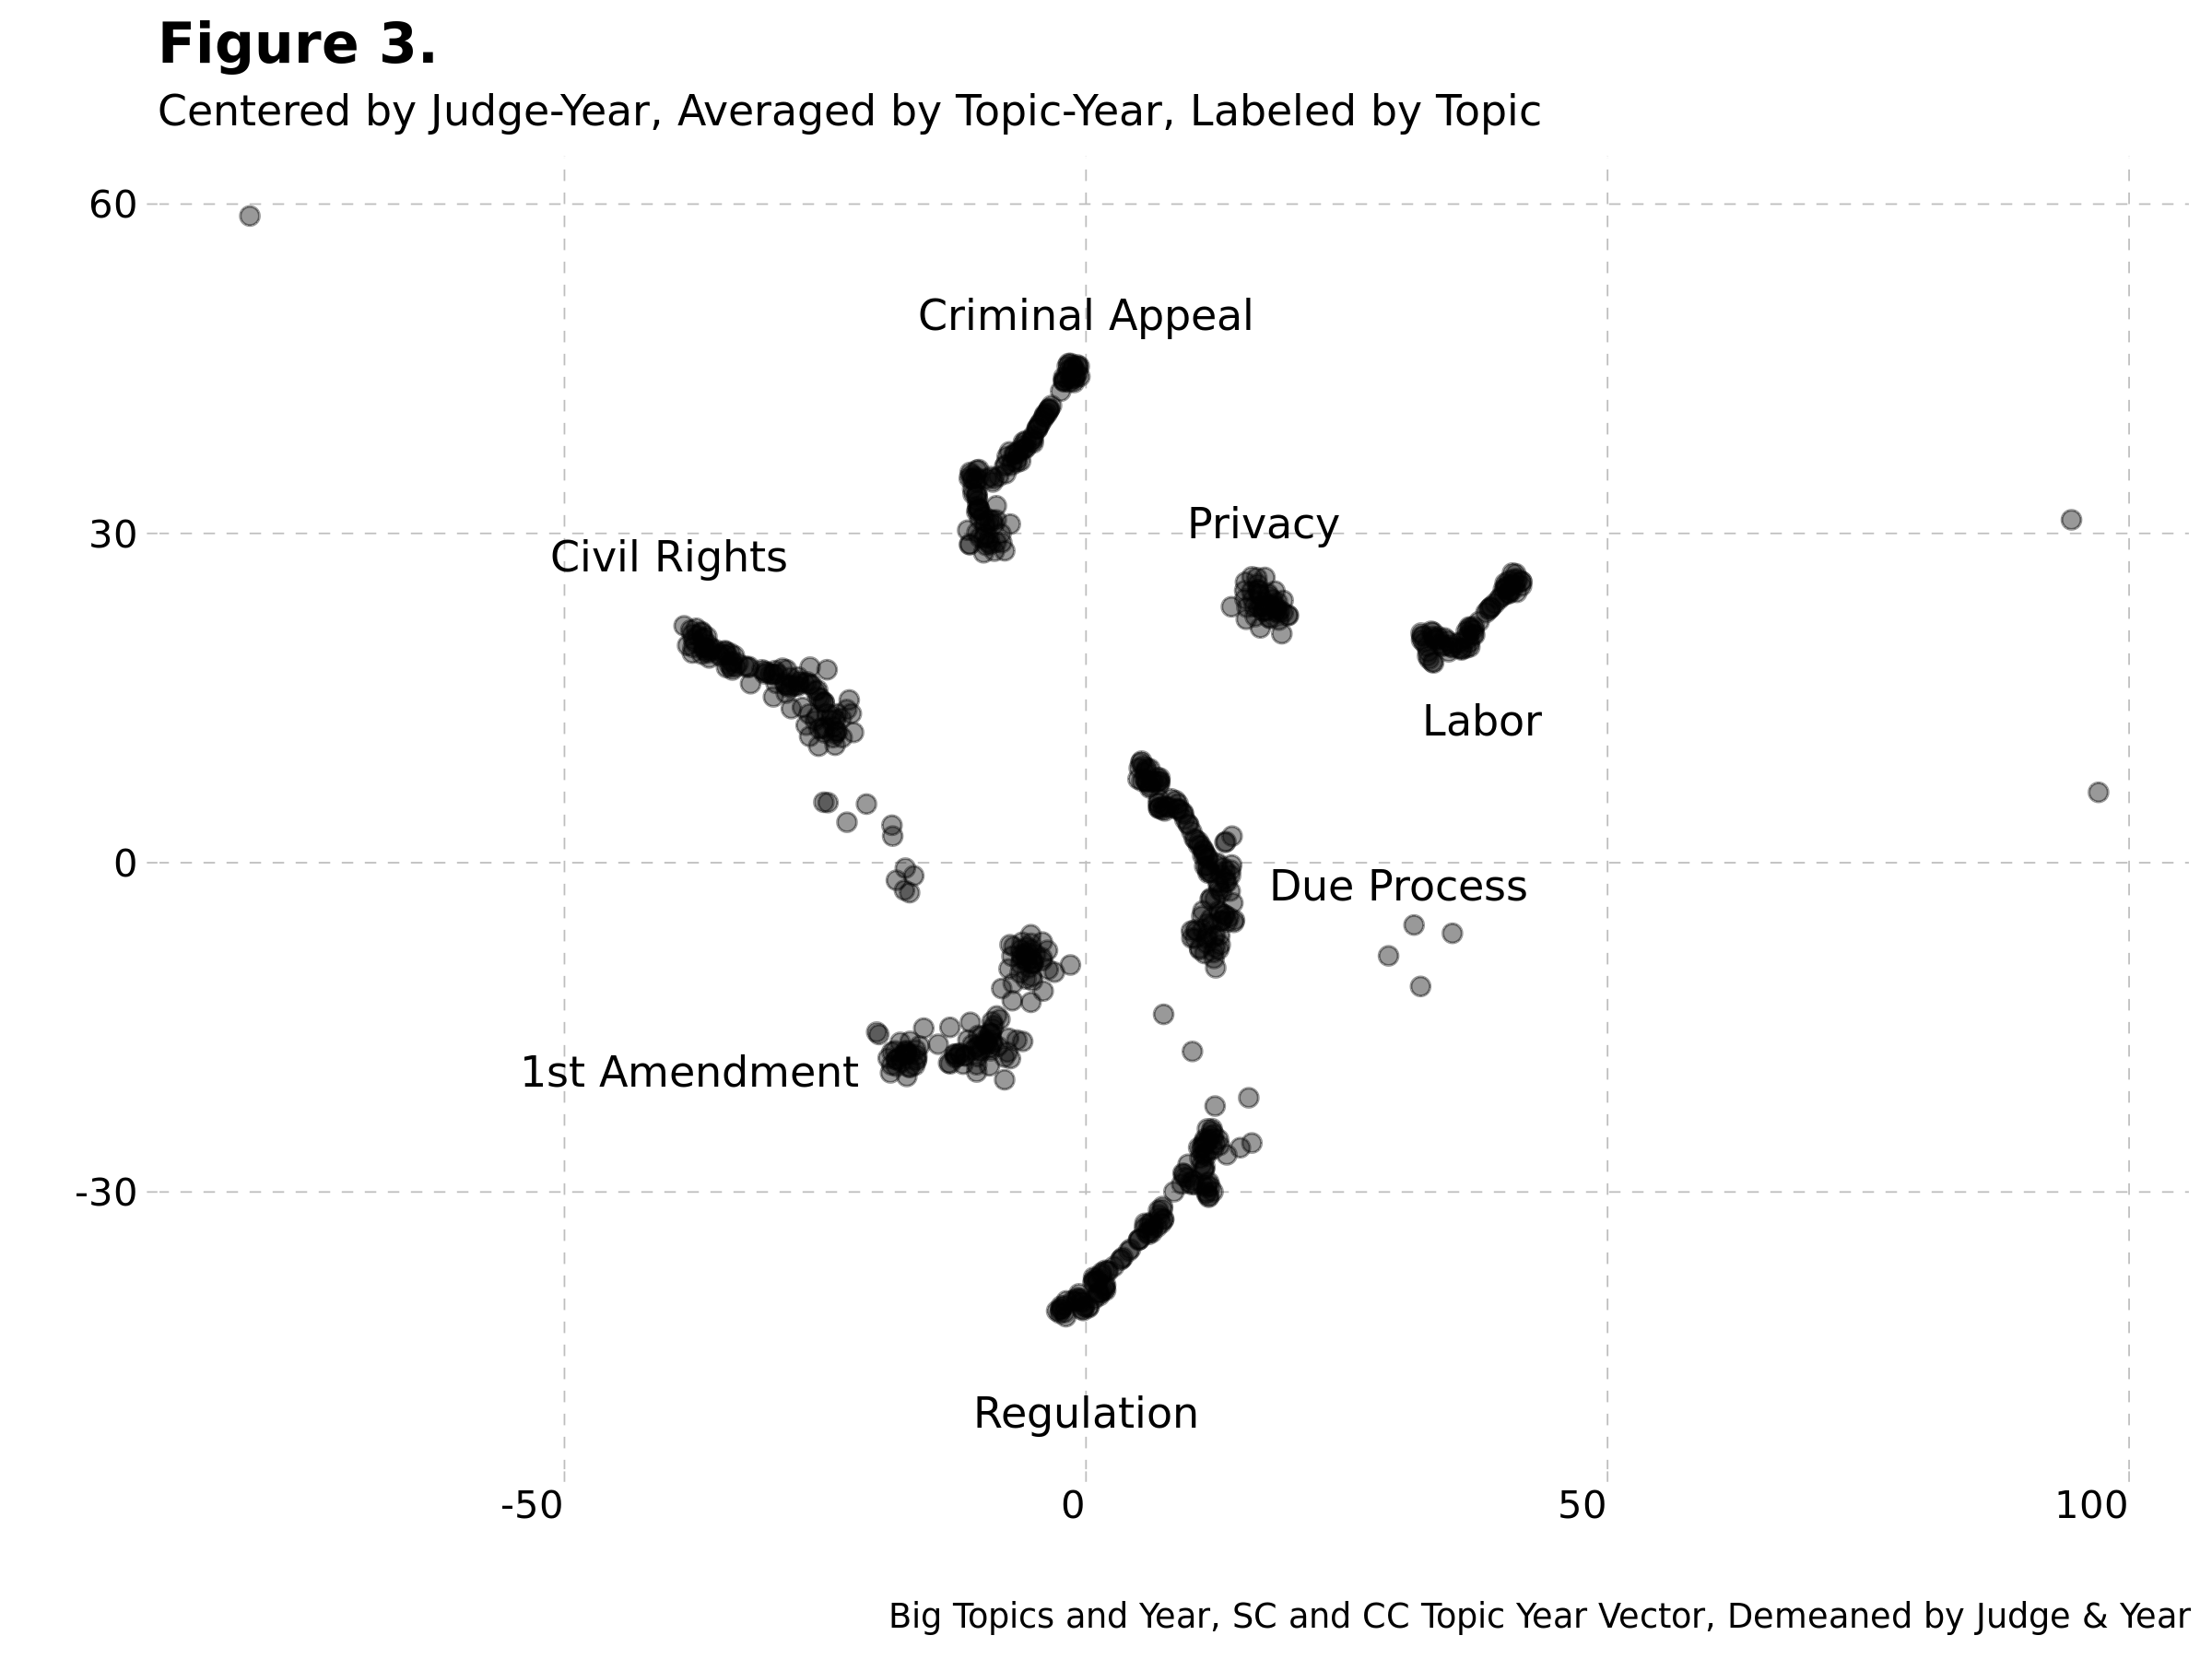 Figure 3.
Centered by Judge-Year, Averaged by Topic-Year, Labeled by Topic
60
Criminal Appeal
30
Privacy
Civil Rights
Labor
0
Due Process
1st Amendment
-30
Regulation
-50
0
50
100
Big Topics and Year, SC and CC Topic Year Vector, Demeaned by Judge & Year